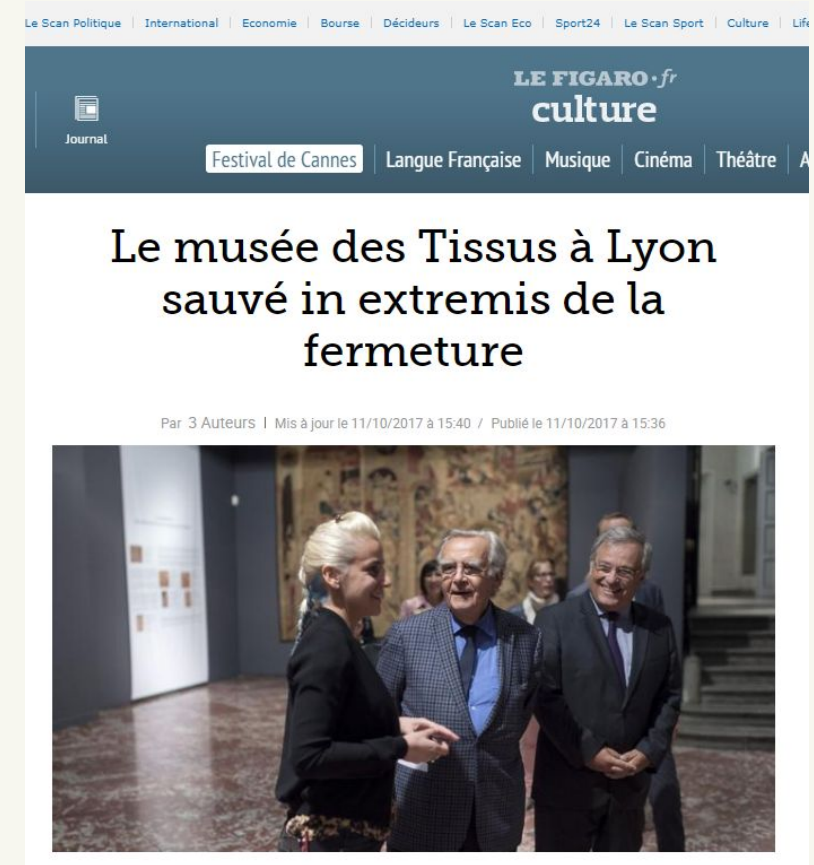 Le Scan Politique | International | Economie | Bourse | Décideurs | Le Scan Eco | Sport24 | Le Scan Sport | Culture | Life
LE FIGARO·fr
culture
Journal
Festival de Cannes | Langue Française | Musique | Cinéma | Théâtre | A
Le musée des Tissus à Lyon
sauvé in extremis de la
fermeture
Par 3 Auteurs | Mis à jour le 11/10/2017 à 15:40 / Publié le 11/10/2017 à 15:36